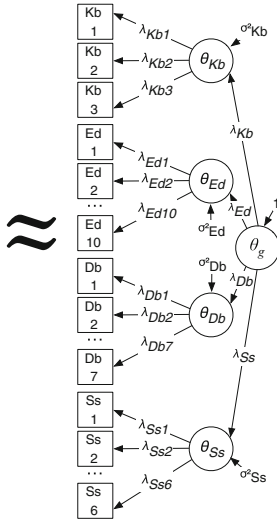 ≈
Kb
1
λKb1
σ²Kb
Kb
2
λKb2
θKb
Kb
3
λKb3
λKb
Ed
1
λEd1
Ed
2
λEd2
θEd
...
λEd
Ed
10
λEd10
σ²Ed
1
θg
Db
1
λDb1
σ²Db
λDb
Db
2
λDb2
θDb
...
Db
7
λDb7
λSs
Ss
1
λSs1
Ss
2
λSs2
θSs
...
Ss
6
λSs6
σ²Ss